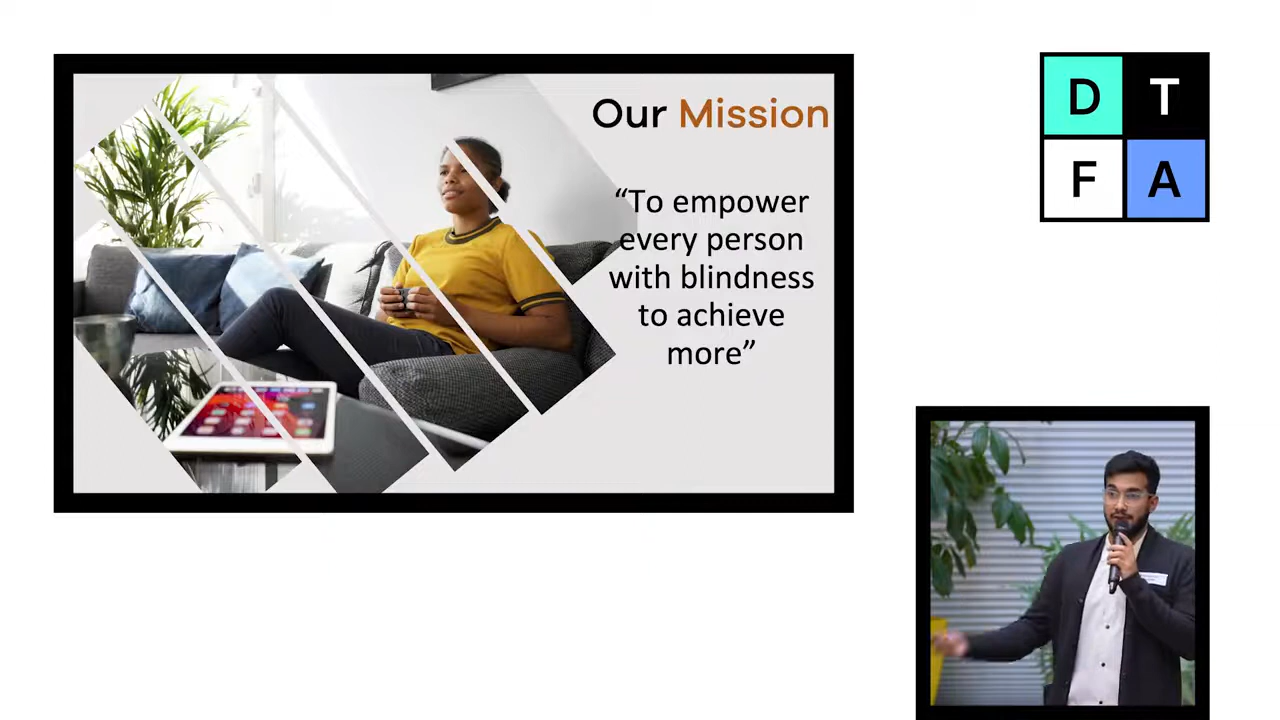 Our Mission
“To empower
every person
with blindness
to achieve
more”
D T
F A